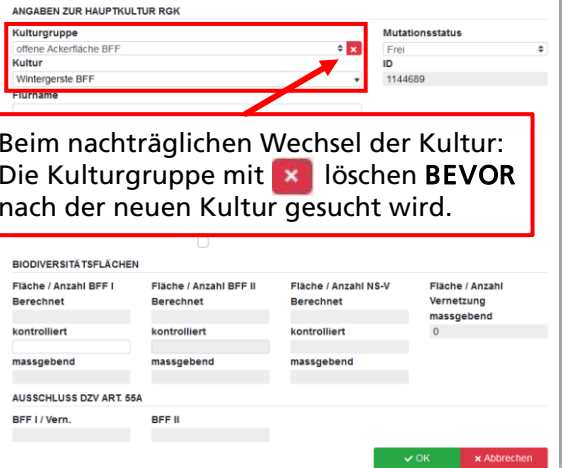 ANGABEN ZUR HAUPTKULTUR RGK
Kulturgruppe Mutationsstatus
offene Ackerfläche BFF Frei
Kultur ID
Wintergerste BFF 1144689
Flurname
Beim nachträglichen Wechsel der Kultur:
Die Kulturgruppe mit × löschen BEVOR
nach der neuen Kultur gesucht wird.
BIODIVERSITÄTSFLÄCHEN
Fläche / Anzahl BFF I Fläche / Anzahl BFF II Fläche / Anzahl NS-V Fläche / Anzahl
Berechnet Berechnet Berechnet Vernetzung
massgebend
kontrolliert kontrolliert kontrolliert 0
massgebend massgebend massgebend
AUSSCHLUSS DZV ART. 55A
BFF I / Vern. BFF II
✓ OK × Abbrechen